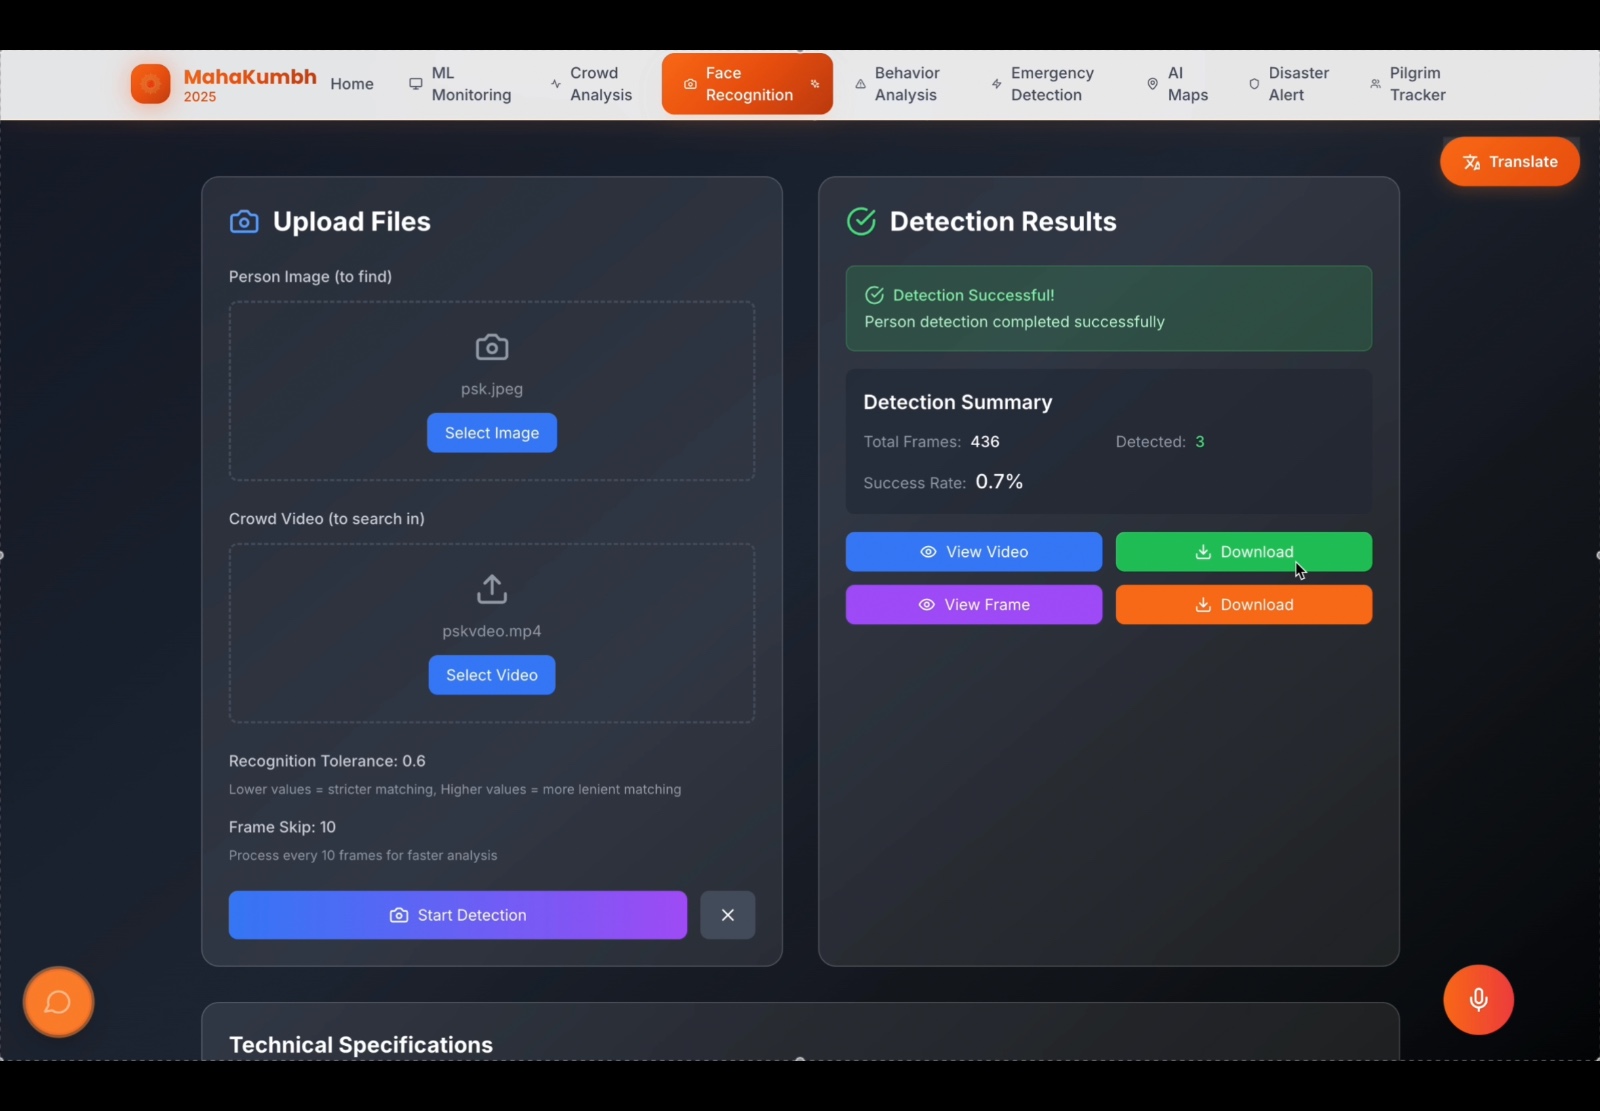 MahaKumbh
2025
Home
ML
Monitoring
Crowd
Analysis
Face
Recognition
Behavior
Analysis
Emergency
Detection
AI
Maps
Disaster
Alert
Pilgrim
Tracker
Translate
Upload Files
Person Image (to find)
psk.jpeg
Select Image
Crowd Video (to search in)
pskvdeo.mp4
Select Video
Recognition Tolerance: 0.6
Lower values = stricter matching, Higher values = more lenient matching
Frame Skip: 10
Process every 10 frames for faster analysis
Start Detection
Detection Results
Detection Successful!
Person detection completed successfully
Detection Summary
Total Frames: 436
Detected: 3
Success Rate: 0.7%
View Video
Download
View Frame
Download
Technical Specifications